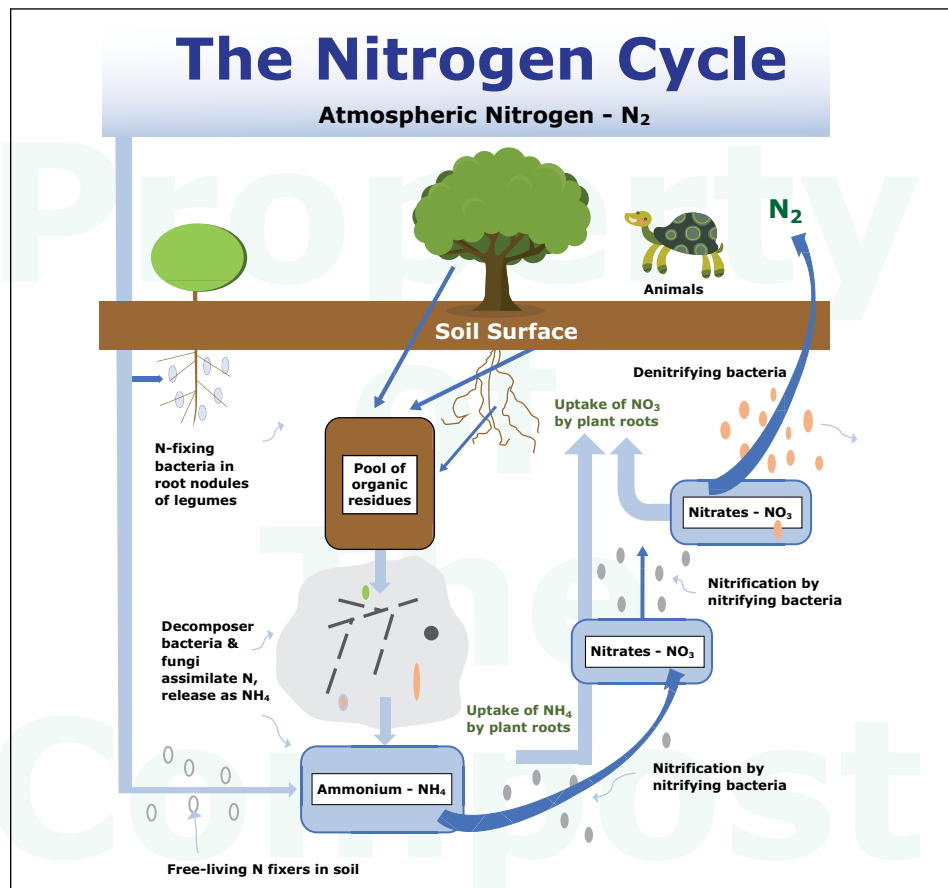 The Nitrogen Cycle
Atmospheric Nitrogen - N₂
N₂
Animals
Soil Surface
Denitrifying bacteria
Uptake of NO₃
by plant roots
N-fixing
bacteria in
root nodules
of legumes
Pool of
organic
residues
Nitrates - NO₃
Nitrification by
nitrifying bacteria
Decomposer
bacteria &
fungi
assimilate N,
release as NH₄
Nitrates - NO₃
Uptake of NH₄
by plant roots
Ammonium - NH₄
Nitrification by
nitrifying bacteria
Free-living N fixers in soil
Property
of
The
Compost